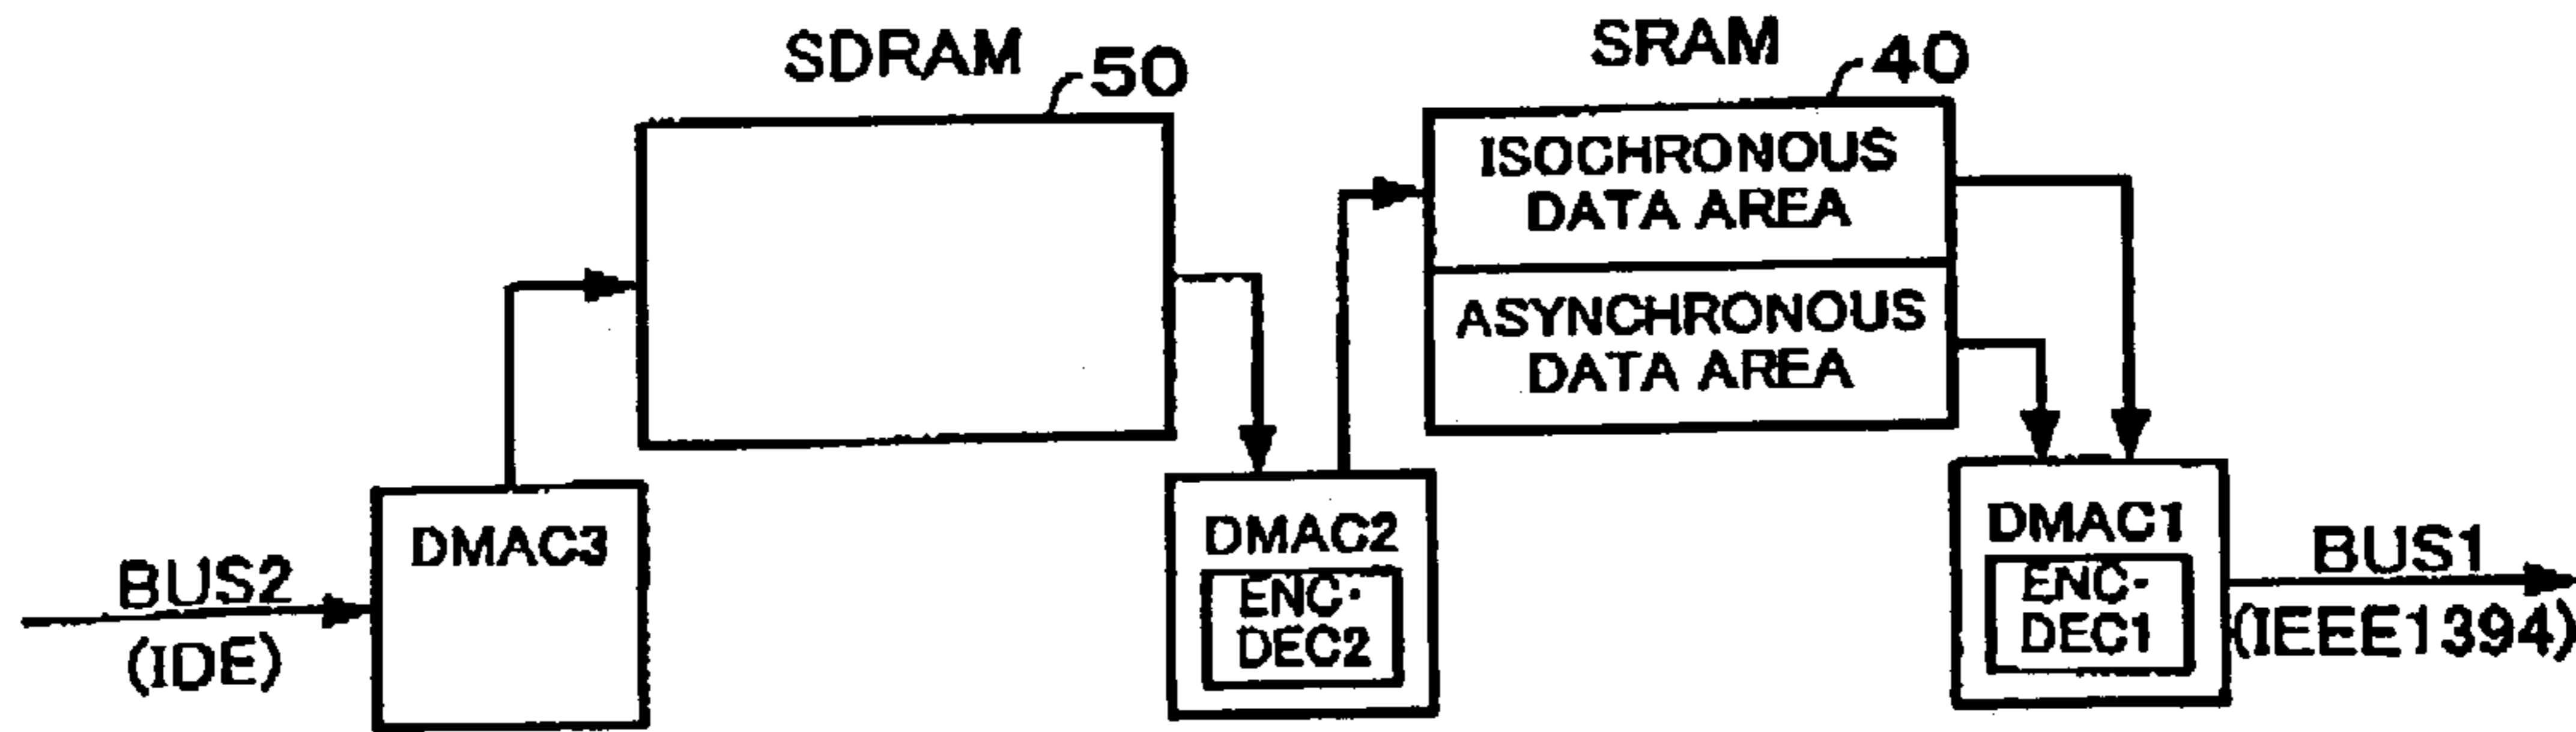 SDRAM
50
SRAM
40
ISOCHRONOUS
DATA AREA
ASYNCHRONOUS
DATA AREA
BUS2
(IDE)
DMAC3
DMAC2
ENC·
DEC2
DMAC1
ENC-
DEC1
BUS1
(IEEE1394)